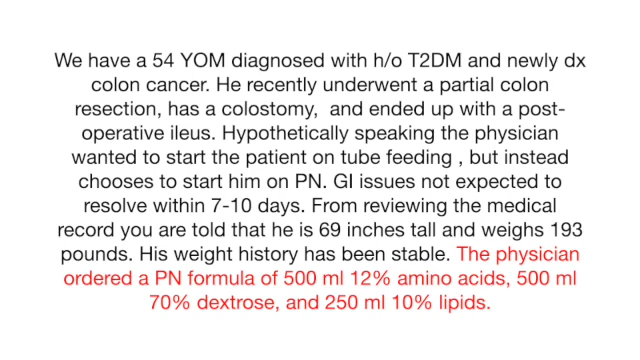 We have a 54 YOM diagnosed with h/o T2DM and newly dx
colon cancer. He recently underwent a partial colon
resection, has a colostomy,  and ended up with a post-
operative ileus. Hypothetically speaking the physician
wanted to start the patient on tube feeding , but instead
chooses to start him on PN. GI issues not expected to
resolve within 7-10 days. From reviewing the medical
record you are told that he is 69 inches tall and weighs 193
pounds. His weight history has been stable. The physician
ordered a PN formula of 500 ml 12% amino acids, 500 ml
70% dextrose, and 250 ml 10% lipids.